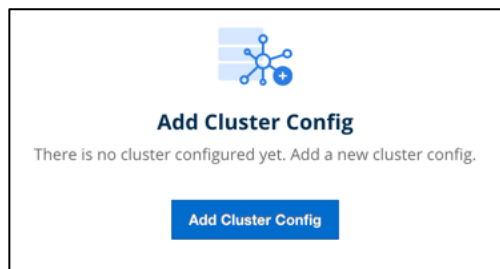 Add Cluster Config
There is no cluster configured yet. Add a new cluster config.
Add Cluster Config